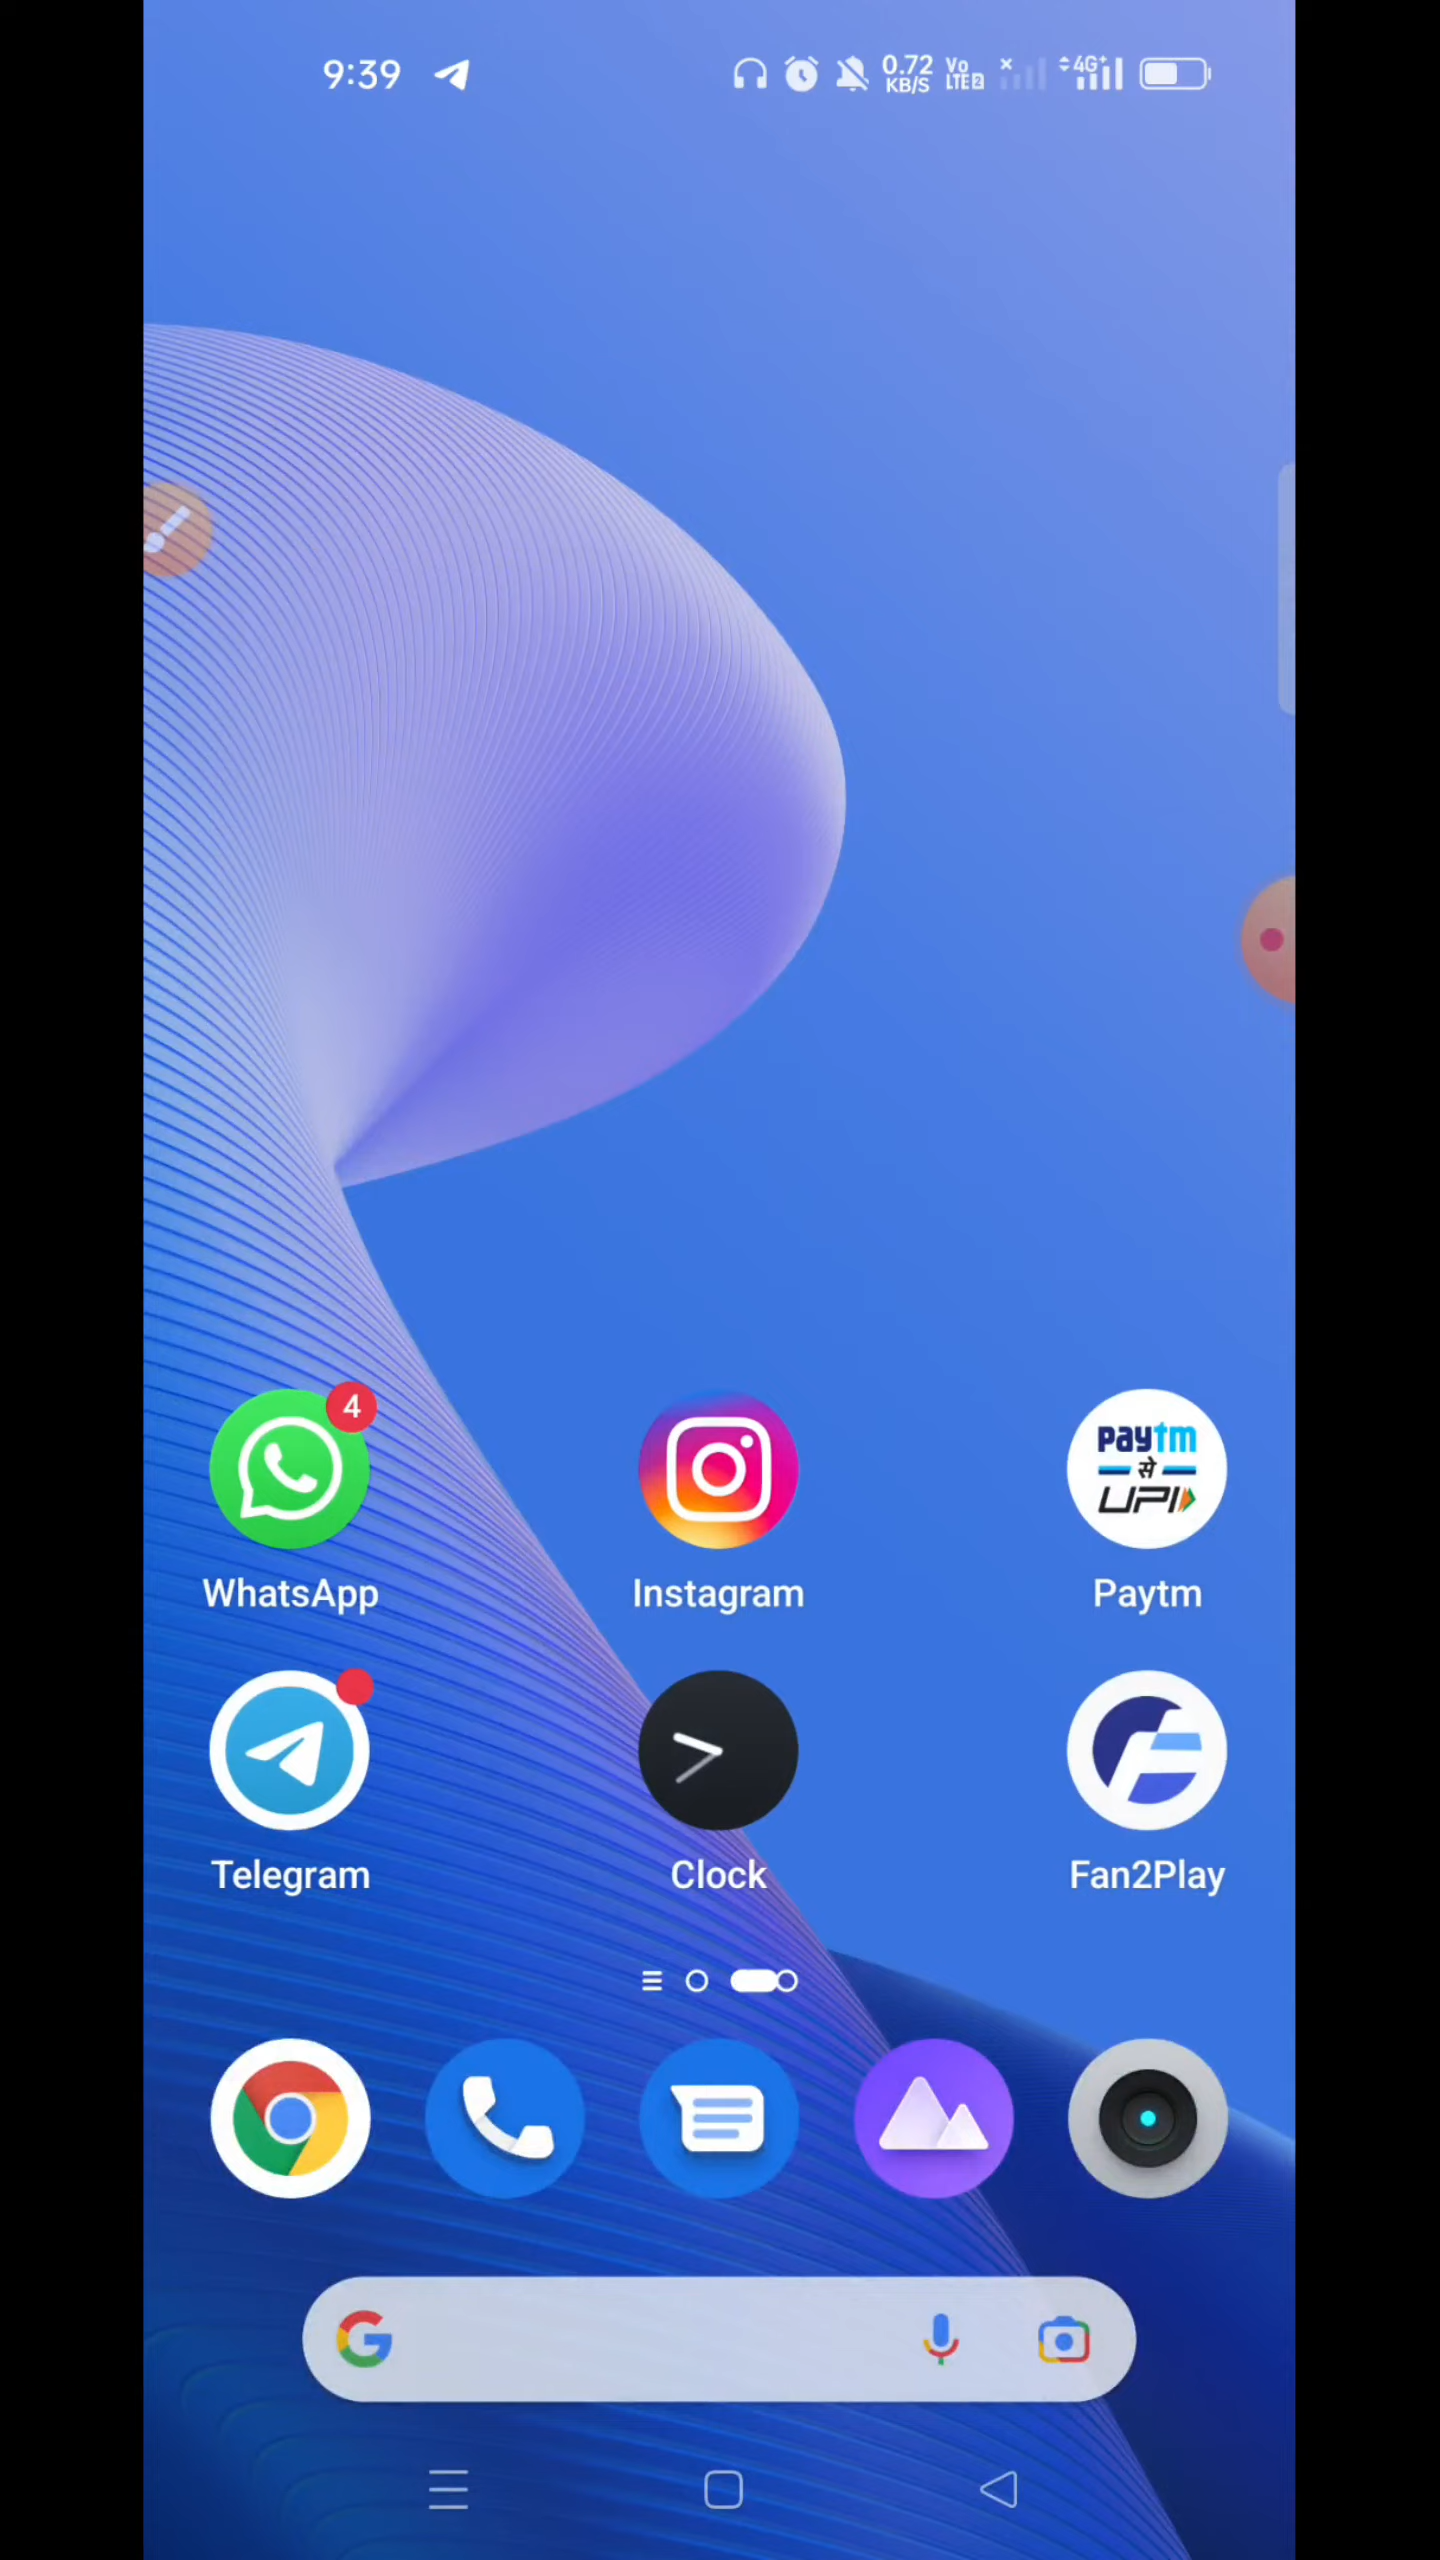 9:39 0.72 KB/S Vo LTE 2 4G+
4
paytm
से
UPI
WhatsApp Instagram Paytm
Telegram Clock Fan2Play